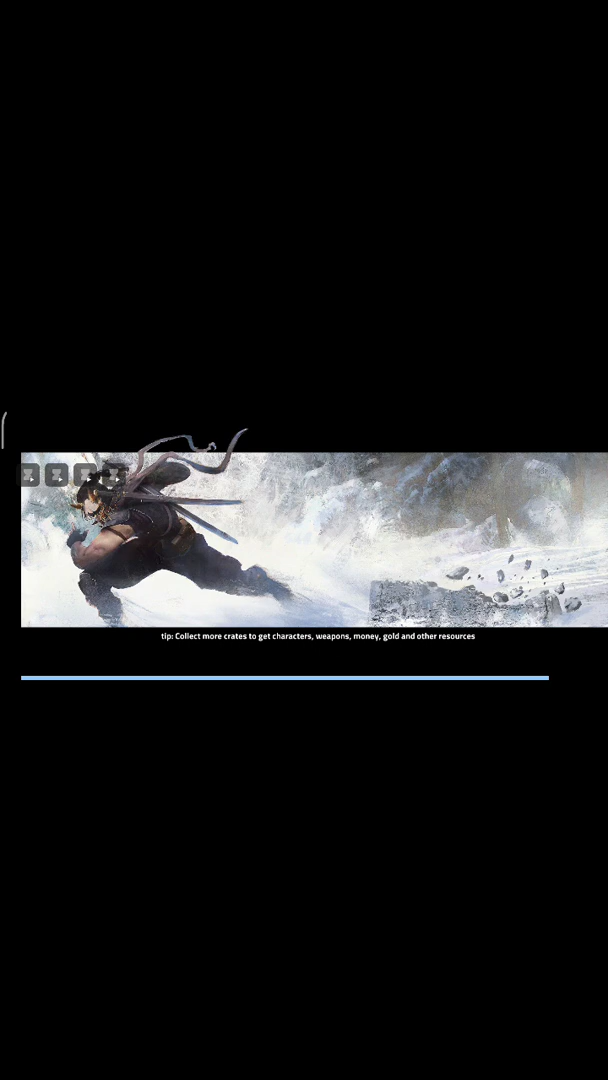 tip: Collect more crates to get characters, weapons, money, gold and other resources